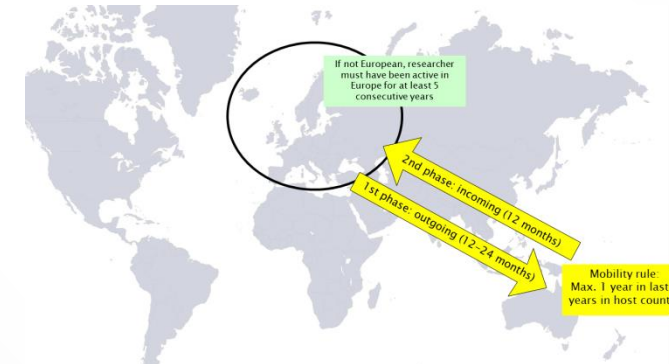 If not European, researcher
must have been active in
Europe for at least 5
consecutive years
2nd phase: incoming (12 months)
1st phase: outgoing (12-24 months)
Mobility rule:
Max. 1 year in last
years in host